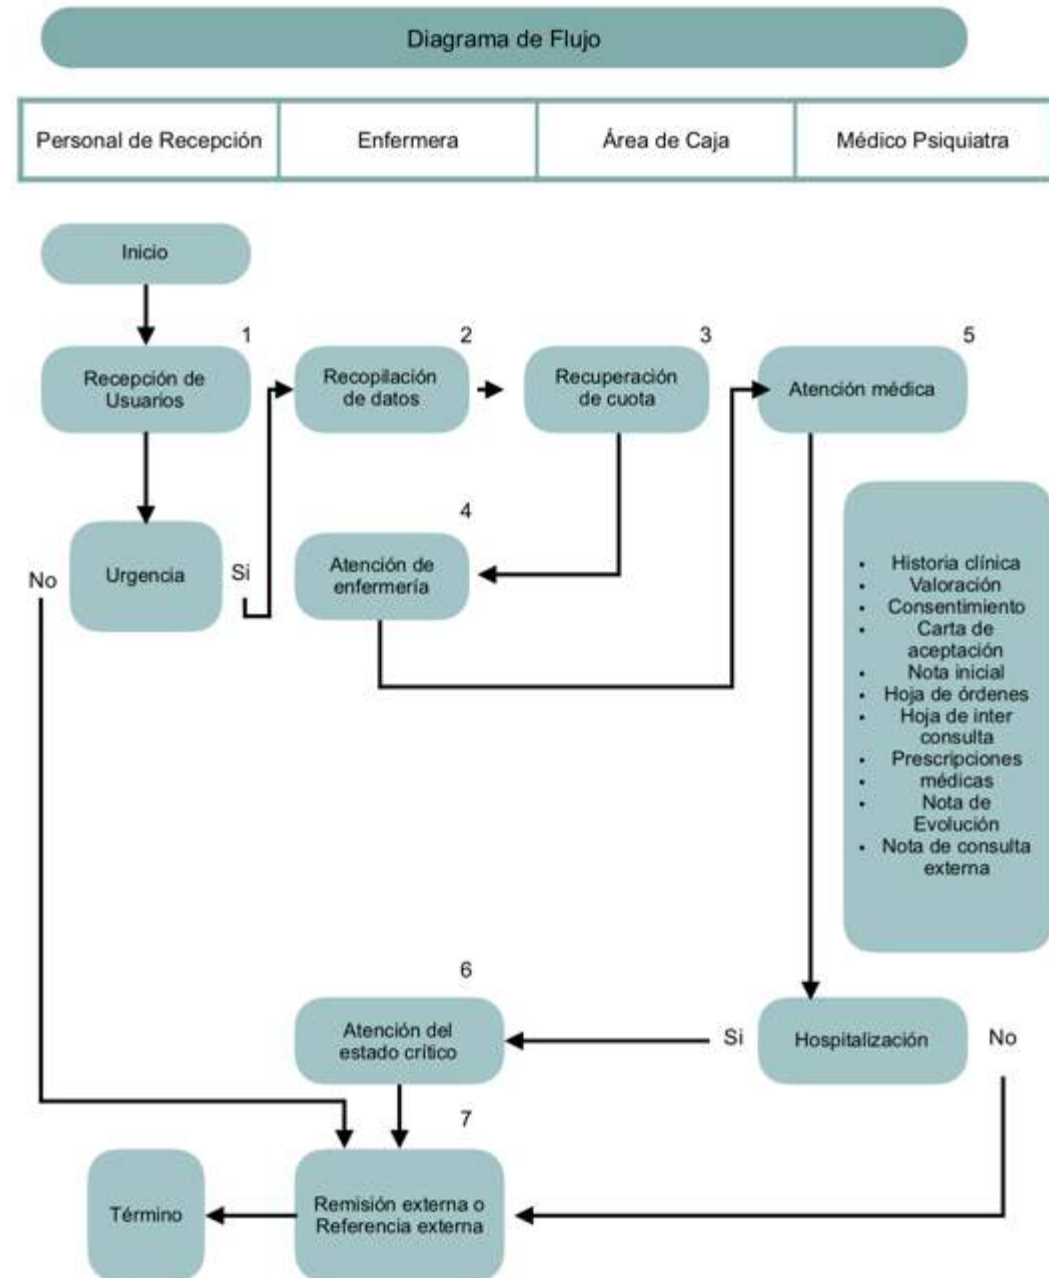 Diagrama de Flujo
Personal de Recepción
Enfermera
Área de Caja
Médico Psiquiatra
Inicio
1
Recepción de
Usuarios
2
Recopilación
de datos
3
Recuperación
de cuota
5
Atención médica
4
Atención de
enfermería
No
Urgencia
Si
• Historia clínica
• Valoración
• Consentimiento
• Carta de
aceptación
• Nota inicial
• Hoja de órdenes
• Hoja de inter
consulta
• Prescripciones
• médicas
• Nota de
Evolución
• Nota de consulta
externa
6
Atención del
estado crítico
Si
Hospitalización
No
7
Término
Remisión externa o
Referencia externa